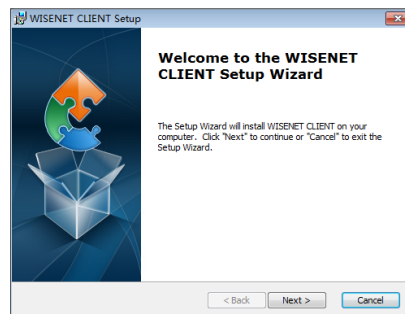 WISENET CLIENT Setup
Welcome to the WISENET
CLIENT Setup Wizard
The Setup Wizard will install WISENET CLIENT on your
computer. Click "Next" to continue or "Cancel" to exit the
Setup Wizard.
< Back Next > Cancel